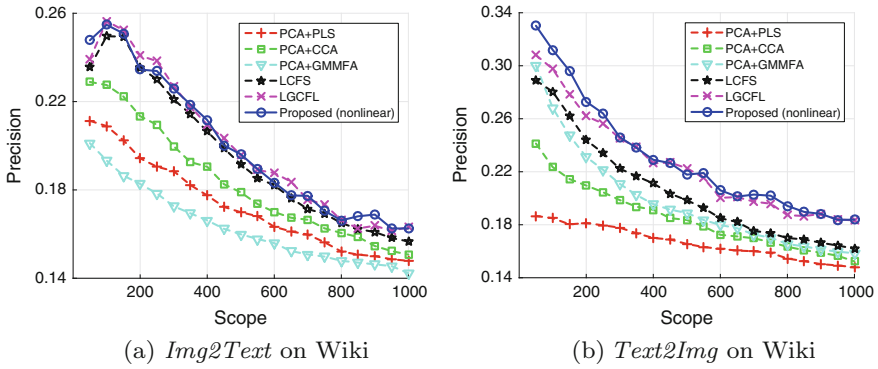 0.26
0.22
0.18
0.14
Precision
200
400
600
800
1000
Scope
PCA+PLS
PCA+CCA
PCA+GMMFA
LCFS
LGCFL
Proposed (nonlinear)
(a) Img2Text on Wiki
0.34
0.30
0.26
0.22
0.18
0.14
Precision
200
400
600
800
1000
Scope
PCA+PLS
PCA+CCA
PCA+GMMFA
LCFS
LGCFL
Proposed (nonlinear)
(b) Text2Img on Wiki